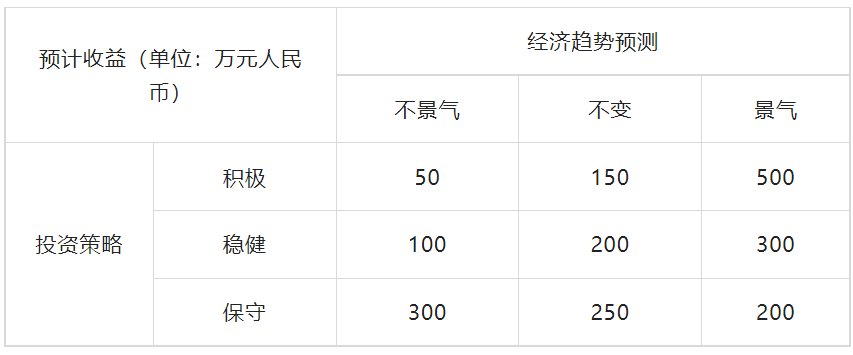 预计收益（单位：万元人民
币）
经济趋势预测
不景气 不变 景气
投资策略
积极 50 150 500
稳健 100 200 300
保守 300 250 200